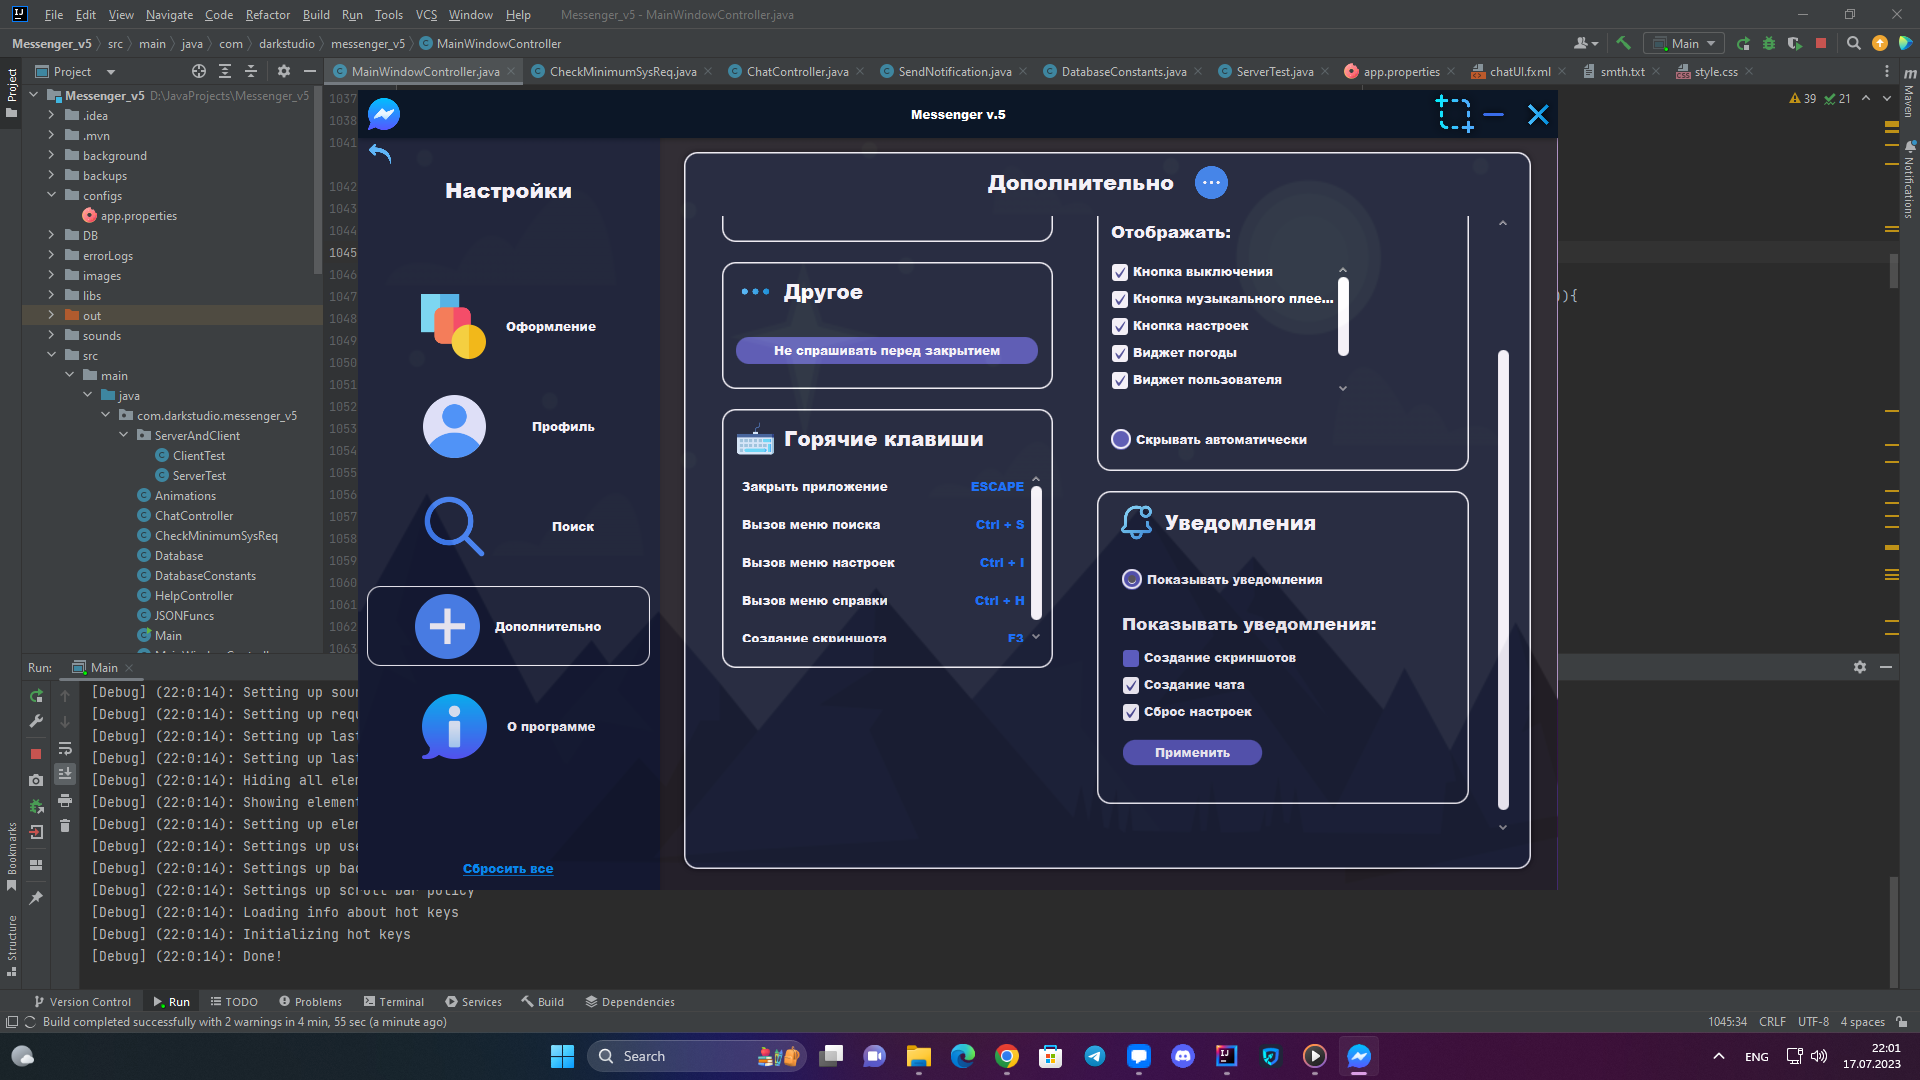 File Edit View Navigate Code Refactor Build Run Tools VCS Window Help Messenger_v5 - MainWindowController.java
Messenger_v5 src main java com darkstudio messenger_v5 MainWindowController
Main
Project
MainWindowController.java CheckMinimumSysReq.java ChatController.java SendNotification.java DatabaseConstants.java ServerTest.java app.properties chatUI.fxml smth.txt style.css
Messenger_v5 D:\JavaProjects\Messenger_v5
.idea
.mvn
background
backups
configs
app.properties
DB
errorLogs
images
libs
out
sounds
src
main
java
com.darkstudio.messenger_v5
ServerAndClient
ClientTest
ServerTest
Animations
ChatController
CheckMinimumSysReq
Database
DatabaseConstants
HelpController
JSONFuncs
Main
Project
Bookmarks
Structure
Maven
Notifications
39 21
1037
1038
1041
1042
1043
1044
1045
1046
1047
1048
1049
1050
1051
1052
1053
1054
1055
1056
1057
1058
1059
1060
1061
1062
1063
){
Messenger v.5
Настройки
Оформление
Профиль
Поиск
Дополнительно
О программе
Сбросить все
Дополнительно
Другое
Не спрашивать перед закрытием
Горячие клавиши
Закрыть приложение ESCAPE
Вызов меню поиска Ctrl + S
Вызов меню настроек Ctrl + I
Вызов меню справки Ctrl + H
Создание скриншота F3
Отображать:
Кнопка выключения
Кнопка музыкального плее...
Кнопка настроек
Виджет погоды
Виджет пользователя
Скрывать автоматически
Уведомления
Показывать уведомления
Показывать уведомления:
Создание скриншотов
Создание чата
Сброс настроек
Применить
Run: Main
[Debug] (22:0:14): Setting up
[Debug] (22:0:14): Setting up
[Debug] (22:0:14): Setting up
[Debug] (22:0:14): Setting up
[Debug] (22:0:14): Hiding all
[Debug] (22:0:14): Showing
[Debug] (22:0:14): Setting up
[Debug] (22:0:14): Settings up
[Debug] (22:0:14): Settings up
[Debug] (22:0:14): Settings up scroll bar policy
[Debug] (22:0:14): Loading info about hot keys
[Debug] (22:0:14): Initializing hot keys
[Debug] (22:0:14): Done!
Version Control Run TODO Problems Terminal Services Build Dependencies
Build completed successfully with 2 warnings in 4 min, 55 sec (a minute ago) 1045:34 CRLF UTF-8 4 spaces
Search
ENG
22:01
17.07.2023